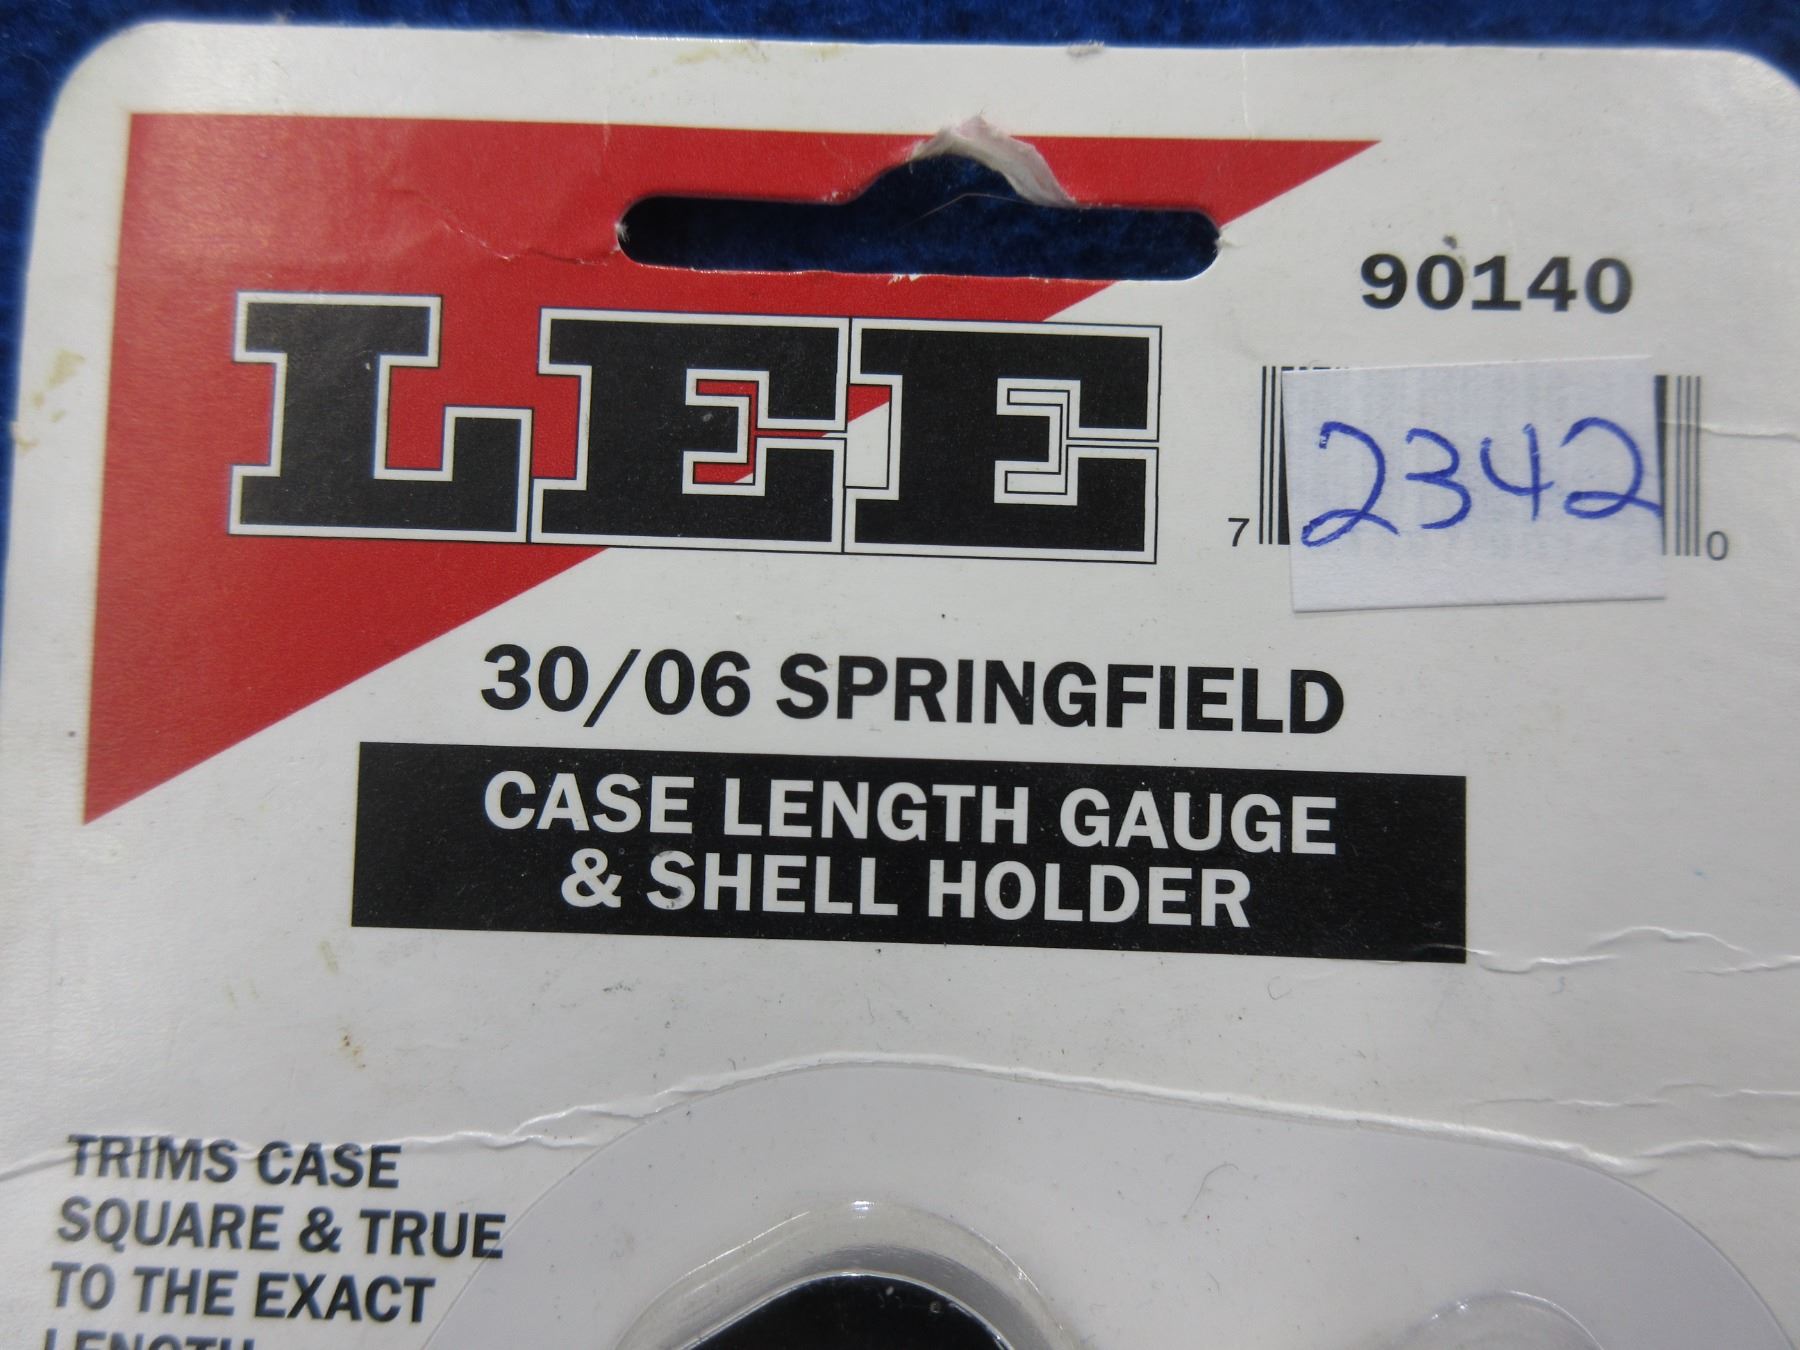 90140
LEE
2342
7 0
30/06 SPRINGFIELD
CASE LENGTH GAUGE
& SHELL HOLDER
TRIMS CASE
SQUARE & TRUE
TO THE EXACT
LENGTH